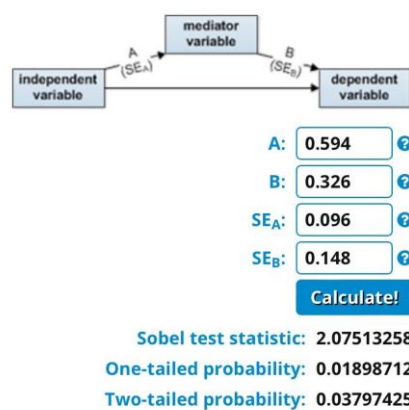 mediator
variable
A
(SEA)
B
(SEB)
independent
variable
dependent
variable
A: 0.594 ?
B: 0.326 ?
SEA: 0.096 ?
SEB: 0.148 ?
Calculate!
Sobel test statistic: 2.07513258
One-tailed probability: 0.01898712
Two-tailed probability: 0.03797425